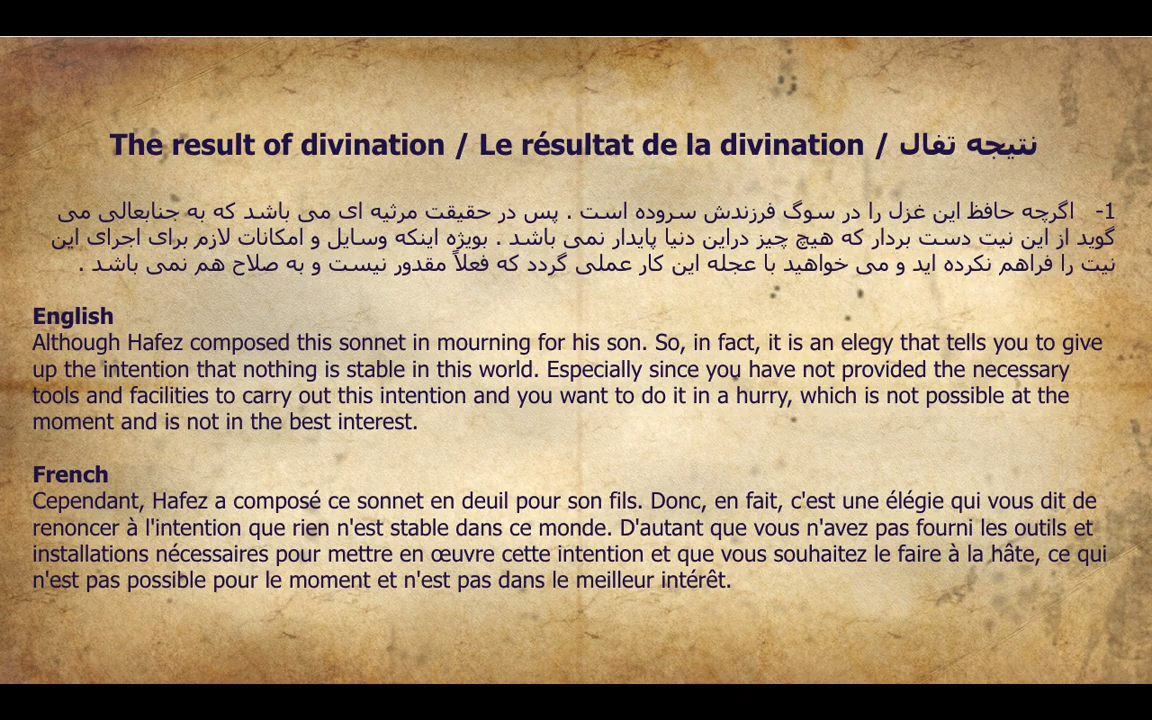 The result of divination / Le résultat de la divination / نتیجه تفال
1- اگرچه حافظ این غزل را در سوگ فرزندش سروده است . پس در حقیقت مرثیه ای می باشد که به جنابعالی می
گوید از این نیت دست بردار که هیچ چیز دراین دنیا پایدار نمی باشد . بویژه اینکه وسایل و امکانات لازم برای اجرای این
نیت را فراهم نکرده اید و می خواهید با عجله این کار عملی گردد که فعلاً مقدور نیست و به صلاح هم نمی باشد .
English
Although Hafez composed this sonnet in mourning for his son. So, in fact, it is an elegy that tells you to give
up the intention that nothing is stable in this world. Especially since you have not provided the necessary
tools and facilities to carry out this intention and you want to do it in a hurry, which is not possible at the
moment and is not in the best interest.
French
Cependant, Hafez a composé ce sonnet en deuil pour son fils. Donc, en fait, c'est une élégie qui vous dit de
renoncer à l'intention que rien n'est stable dans ce monde. D'autant que vous n'avez pas fourni les outils et
installations nécessaires pour mettre en œuvre cette intention et que vous souhaitez le faire à la hâte, ce qui
n'est pas possible pour le moment et n'est pas dans le meilleur intérêt.